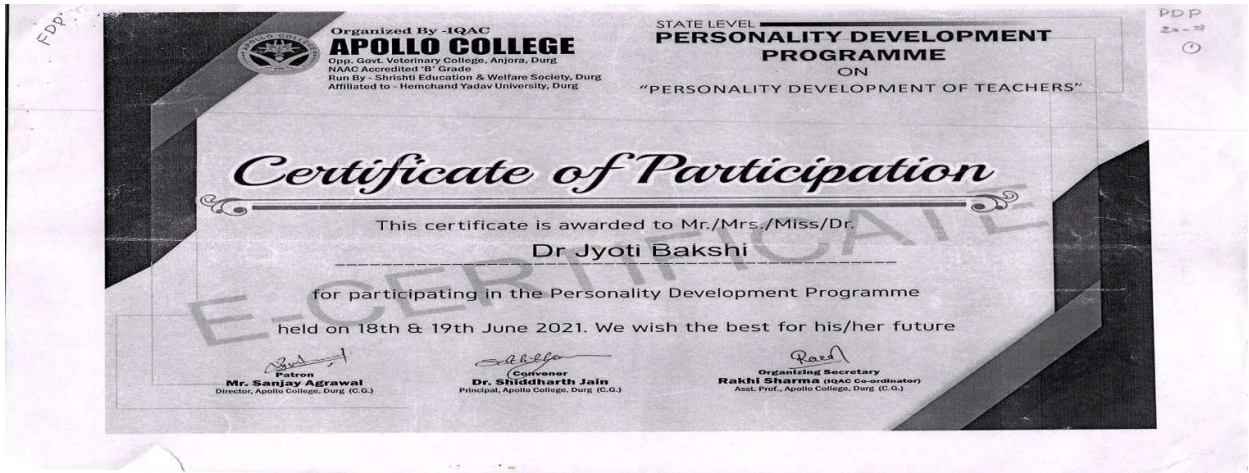 FDP
Organized By -IQAC
APOLLO COLLEGE
Opp. Govt. Veterinary College, Anjora, Durg
NAAC Accredited 'B' Grade
Run By - Shrishti Education & Welfare Society, Durg
Affiliated to - Hemchand Yadav University, Durg
STATE LEVEL
PERSONALITY DEVELOPMENT
PROGRAMME
ON
"PERSONALITY DEVELOPMENT OF TEACHERS"
PDP
1
APOLLO COLLEGE
Certificate of Participation
This certificate is awarded to Mr./Mrs./Miss/Dr.
Dr Jyoti Bakshi
E-CERTIFICATE
for participating in the Personality Development Programme
held on 18th & 19th June 2021. We wish the best for his/her future
Patron
Mr. Sanjay Agrawal
Director, Apollo College, Durg (C.G.)
Convener
Dr. Shiddharth Jain
Principal, Apollo College, Durg (C.G.)
Organizing Secretary
Rakhi Sharma (IQAC Co-ordinator)
Asst. Prof., Apollo College, Durg (C.G.)